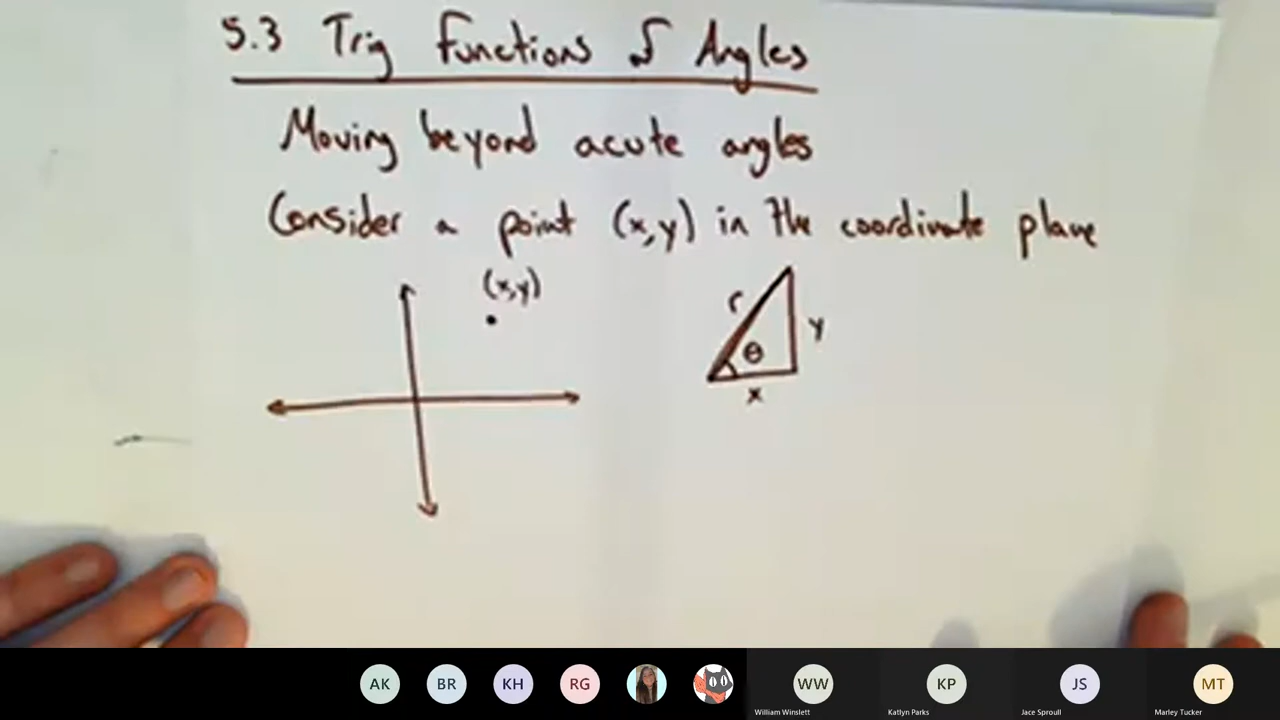 5.3 Trig Functions of Angles
Moving beyond acute angles
Consider a point (x,y) in the coordinate plane
(x,y)
r
θ
y
x
AK
BR
KH
RG
WW
KP
JS
MT
William Winslett
Katlyn Parks
Jace Sproull
Marley Tucker